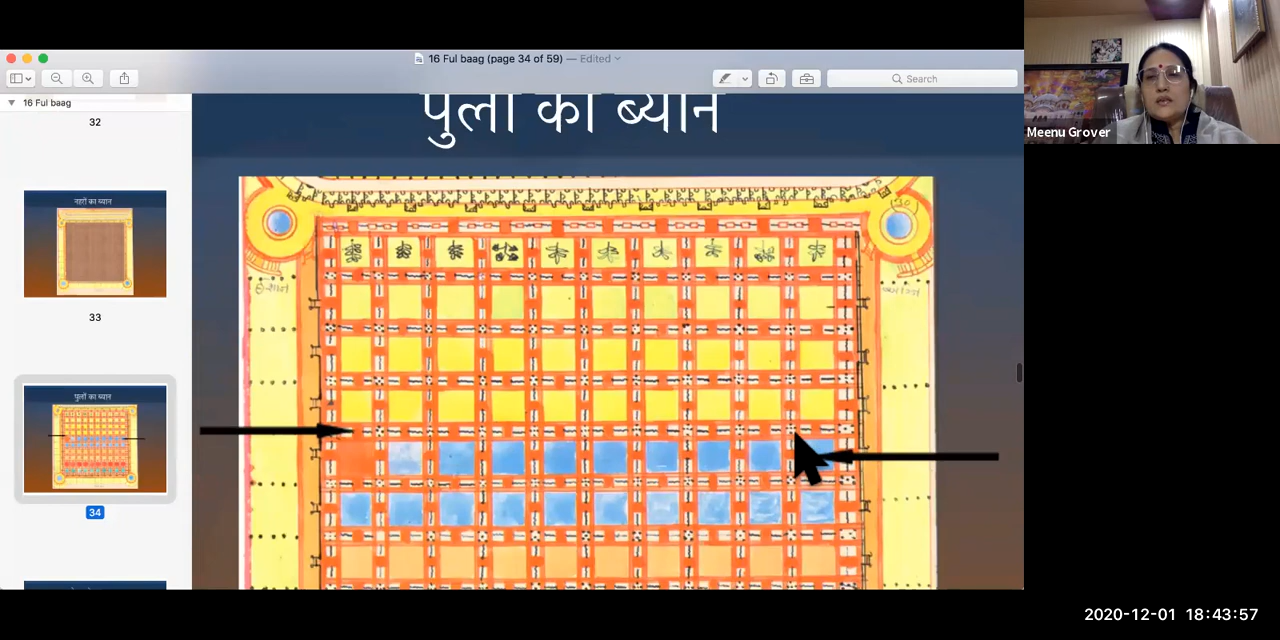 16 Ful baag (page 34 of 59) — Edited
Search
Meenu Grover
16 Ful baag
32
नहरों का ब्यान
33
पुलों का ब्यान
34
पुलों का ब्यान
2020-12-01 18:43:57